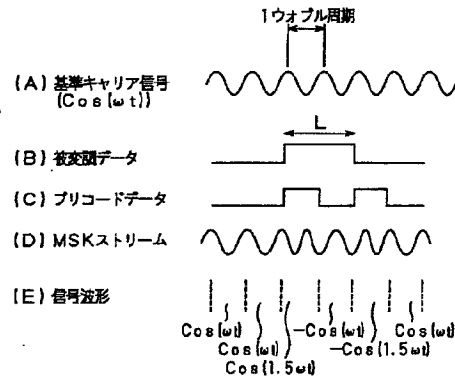 1ウォブル周期
(A) 基準キャリア信号
(Cos(ωt))
L
(B) 被変調データ
(C) プリコードデータ
(D) MSKストリーム
(E) 信号波形
Cos(ωt) -Cos(ωt) Cos(ωt)
Cos(ωt) -Cos(1.5ωt)
Cos(1.5ωt)